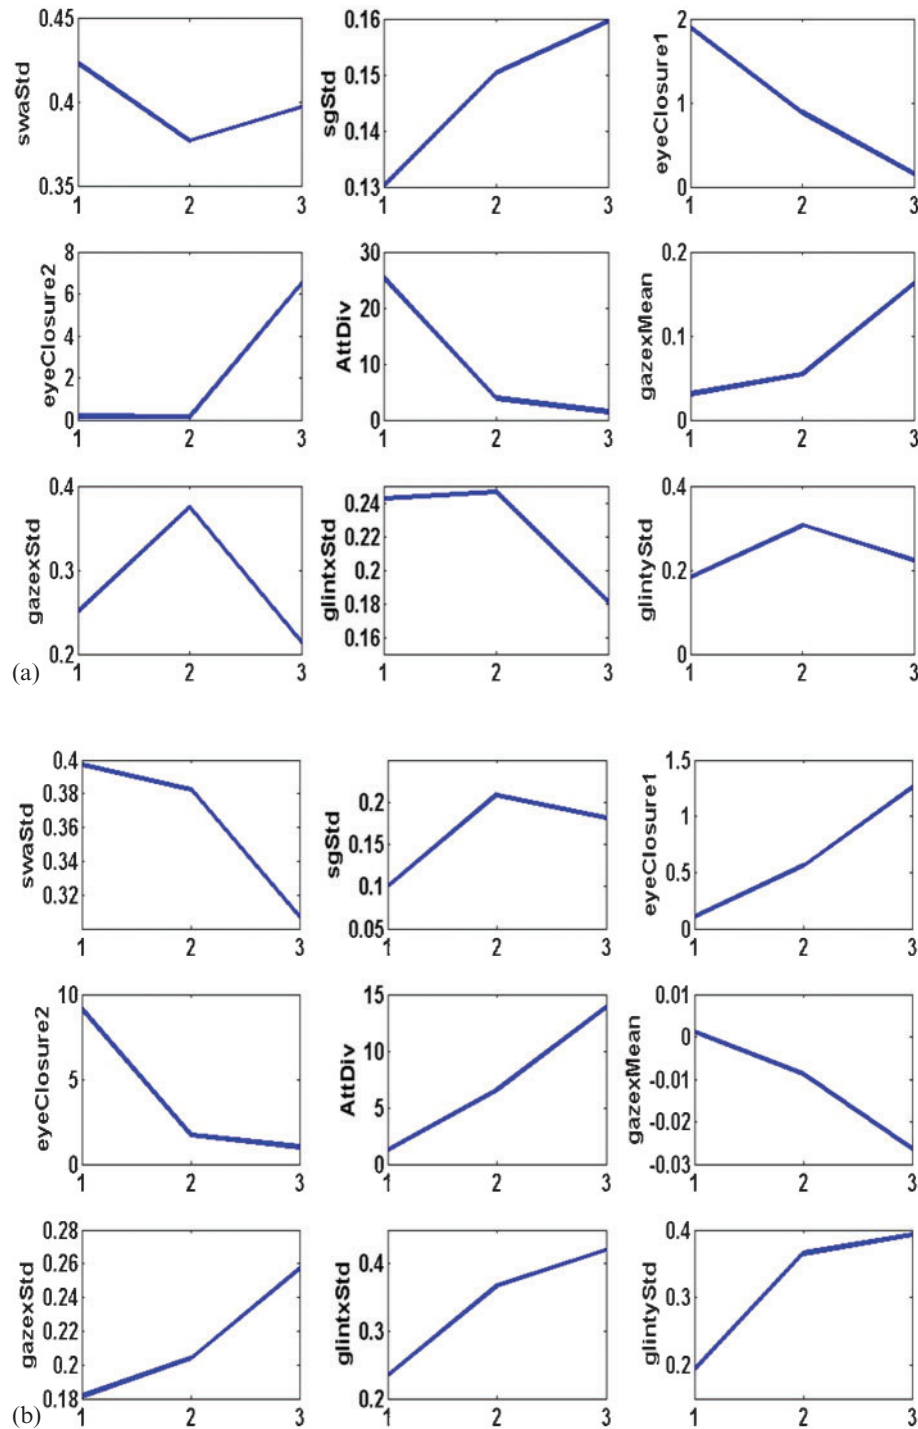 0.45 0.4 0.35 swaStd 1 2 3
0.16 0.15 0.14 0.13 sgStd 1 2 3
2 1 0 eyeClosure1 1 2 3
8 6 4 2 0 eyeClosure2 1 2 3
30 20 10 0 AttDiv 1 2 3
0.2 0.1 0 gazexMean 1 2 3
0.4 0.3 0.2 gazexStd 1 2 3
0.24 0.22 0.2 0.18 0.16 glintxStd 1 2 3
0.4 0.2 0 glintyStd 1 2 3
(a)
0.4 0.38 0.36 0.34 0.32 swaStd 1 2 3
0.2 0.15 0.1 0.05 sgStd 1 2 3
1.5 1 0.5 0 eyeClosure1 1 2 3
10 5 0 eyeClosure2 1 2 3
15 10 5 0 AttDiv 1 2 3
0.01 0 -0.01 -0.02 -0.03 gazexMean 1 2 3
0.28 0.26 0.24 0.22 0.2 0.18 gazexStd 1 2 3
0.4 0.3 0.2 glintxStd 1 2 3
0.4 0.3 0.2 glintyStd 1 2 3
(b)